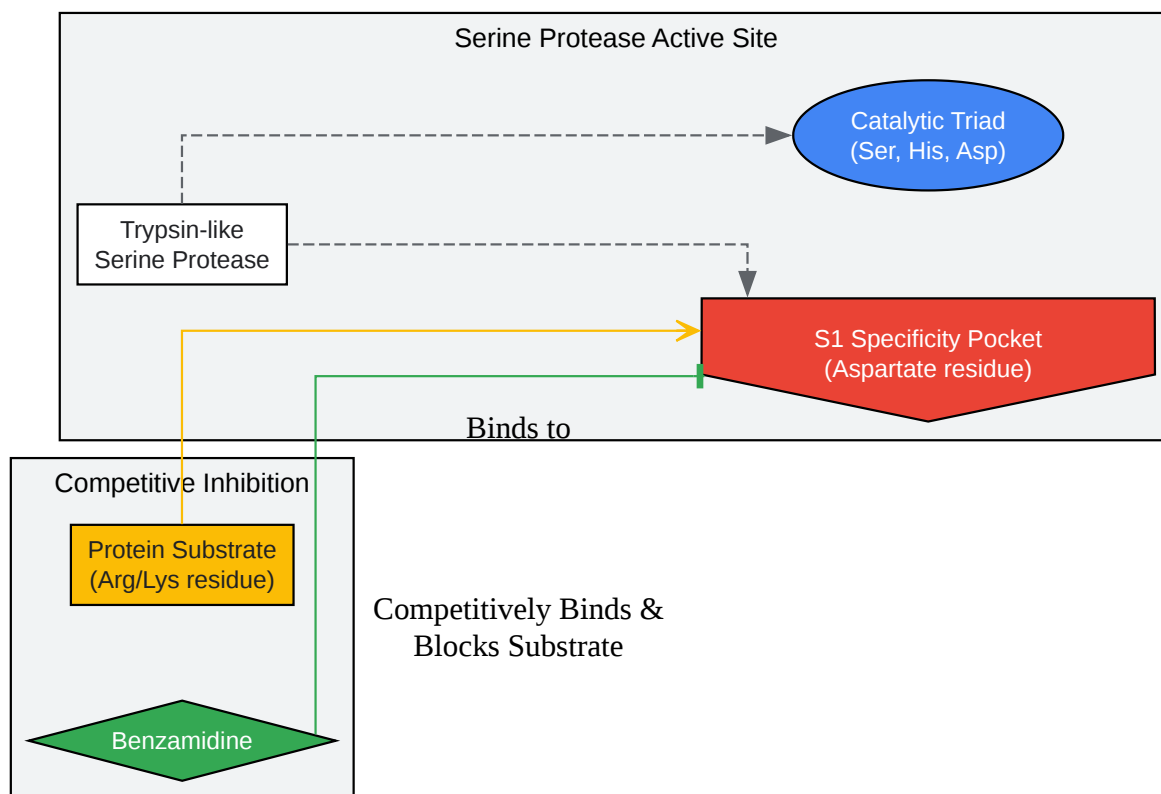 Serine Protease Active Site
Catalytic Triad
(Ser, His, Asp)
Trypsin-like
Serine Protease
S1 Specificity Pocket
(Aspartate residue)
Binds to
Competitive Inhibition
Protein Substrate
(Arg/Lys residue)
Competitively Binds &
Blocks Substrate
Benzamidine